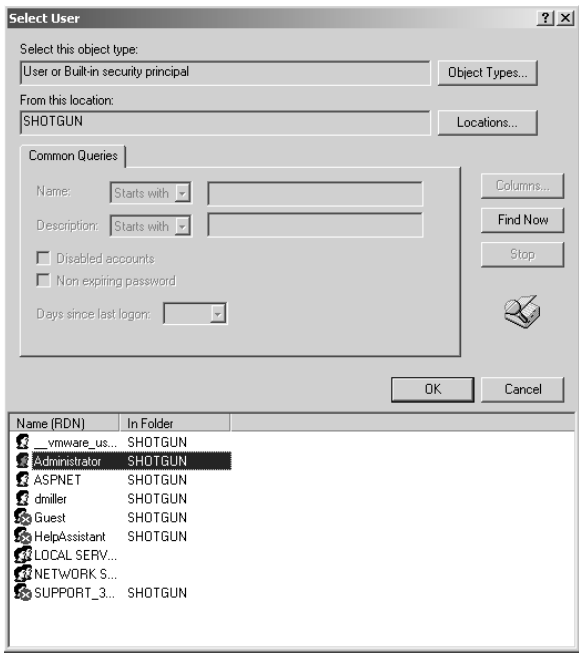 Select User
Select this object type:
User or Built-in security principal
Object Types...
From this location:
SHOTGUN
Locations...
Common Queries
Name:
Starts with
Columns...
Description:
Starts with
Find Now
Disabled accounts
Stop
Non expiring password
Days since last logon:
OK
Cancel
Name (RDN) In Folder
__vmware_us... SHOTGUN
Administrator SHOTGUN
ASPNET SHOTGUN
dmiller SHOTGUN
Guest SHOTGUN
HelpAssistant SHOTGUN
LOCAL SERV...
NETWORK S...
SUPPORT_3... SHOTGUN